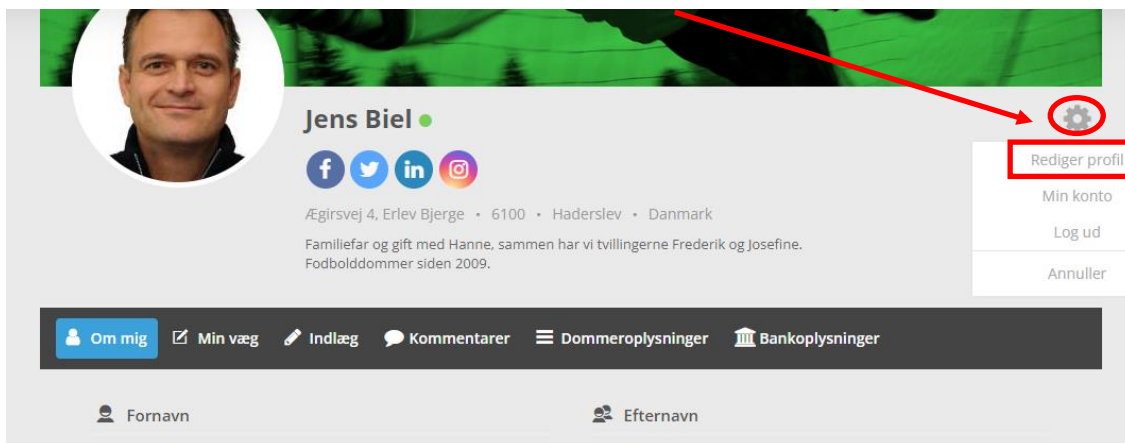 Jens Biel
Ægirsvej 4, Erlev Bjerge • 6100 • Haderslev • Danmark
Familiefar og gift med Hanne, sammen har vi tvillingerne Frederik og Josefine.
Fodbolddommer siden 2009.
Rediger profil
Min konto
Log ud
Annuller
Om mig Min væg Indlæg Kommentarer Dommeroplysninger Bankoplysninger
Fornavn Efternavn